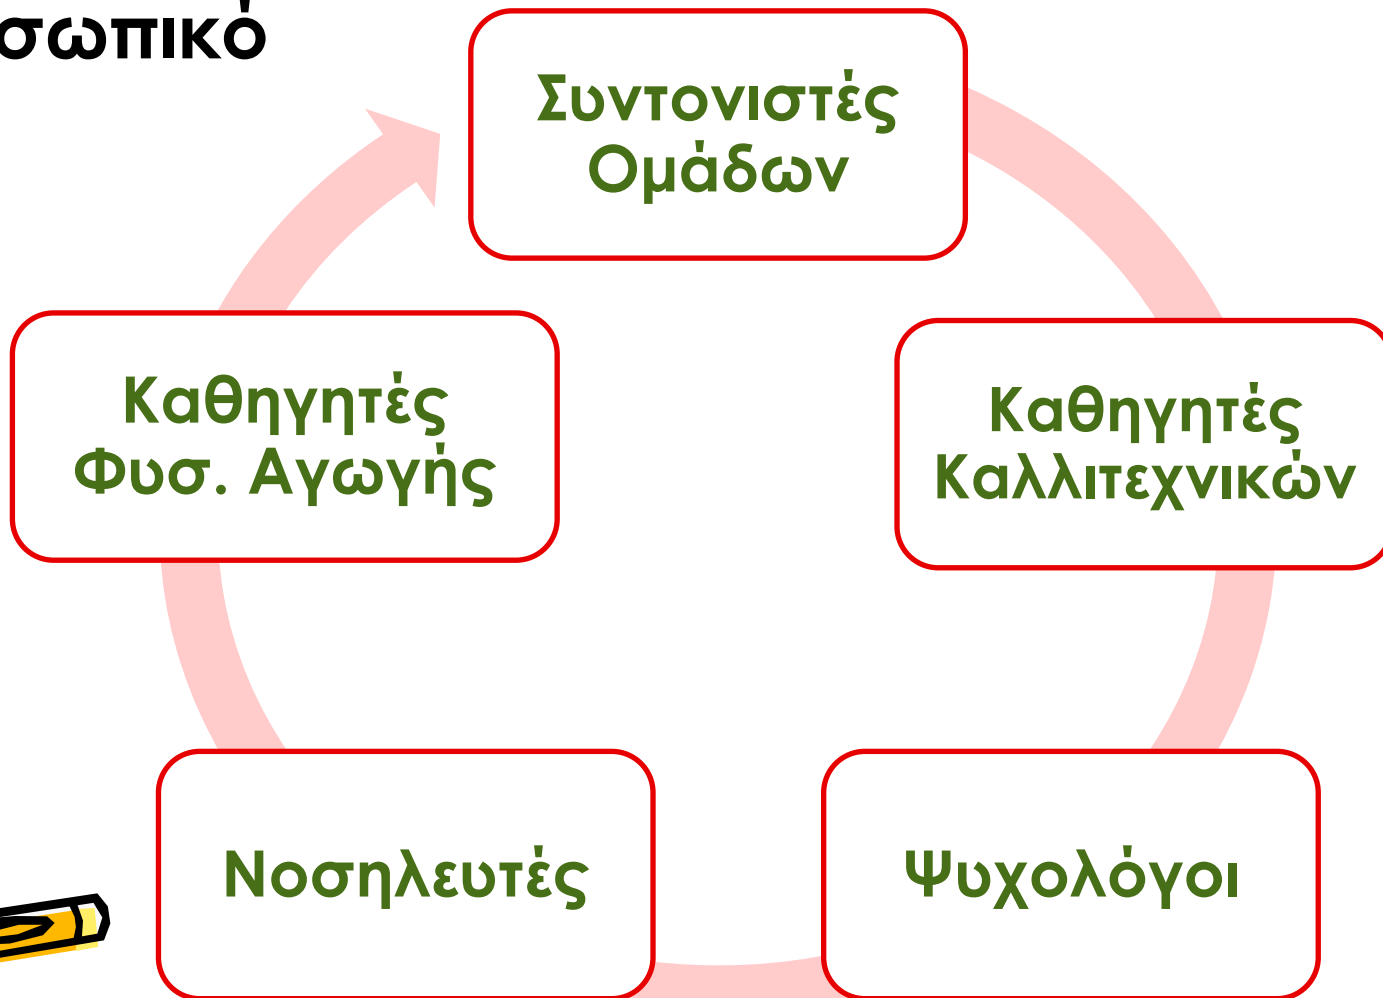 σωπικό
Συντονιστές
Ομάδων
Καθηγητές
Φυσ. Αγωγής
Καθηγητές
Καλλιτεχνικών
Νοσηλευτές
Ψυχολόγοι